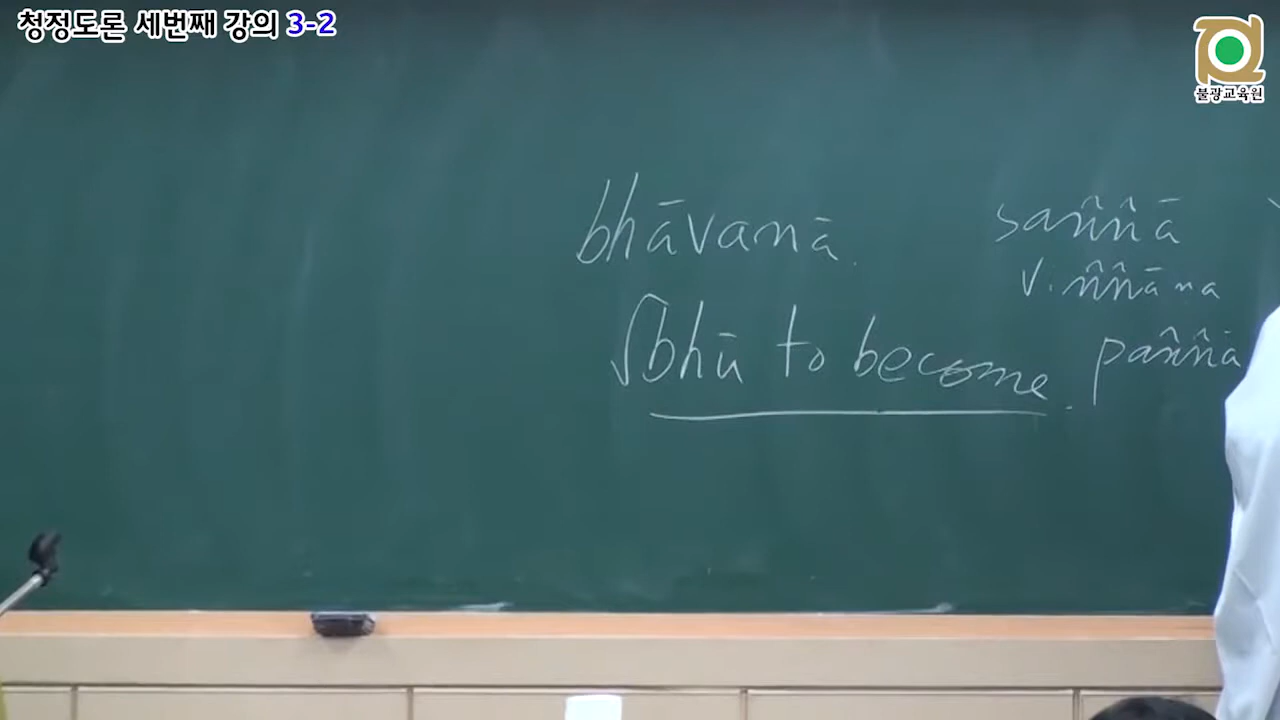 청정도론 세번째 강의 3-2
불광교육원
bhāvanā.
√bhū to become.
saññā
viññāna
paññā